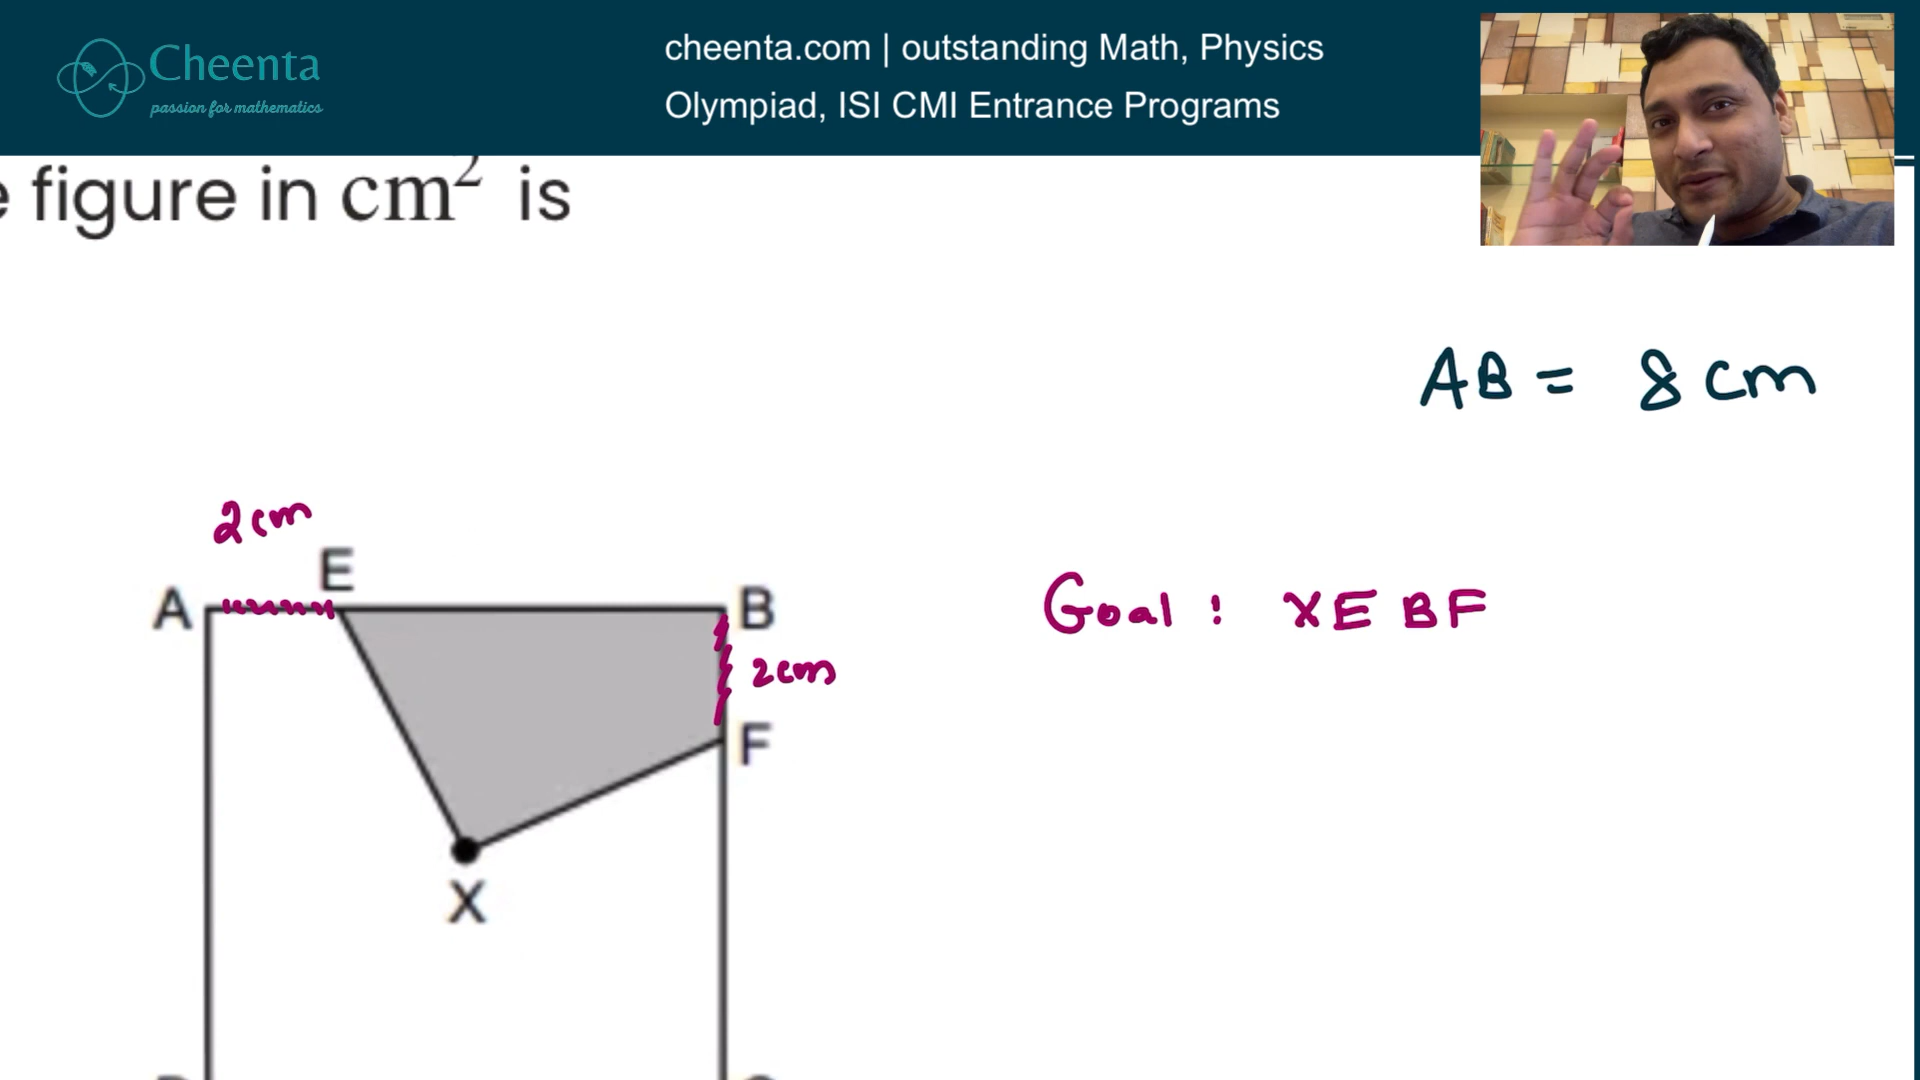 Cheenta
passion for mathematics
cheenta.com | outstanding Math, Physics
Olympiad, ISI CMI Entrance Programs
figure in cm² is
AB = 8 cm
2cm
E
A
B
Goal : XEBF
2cm
F
X